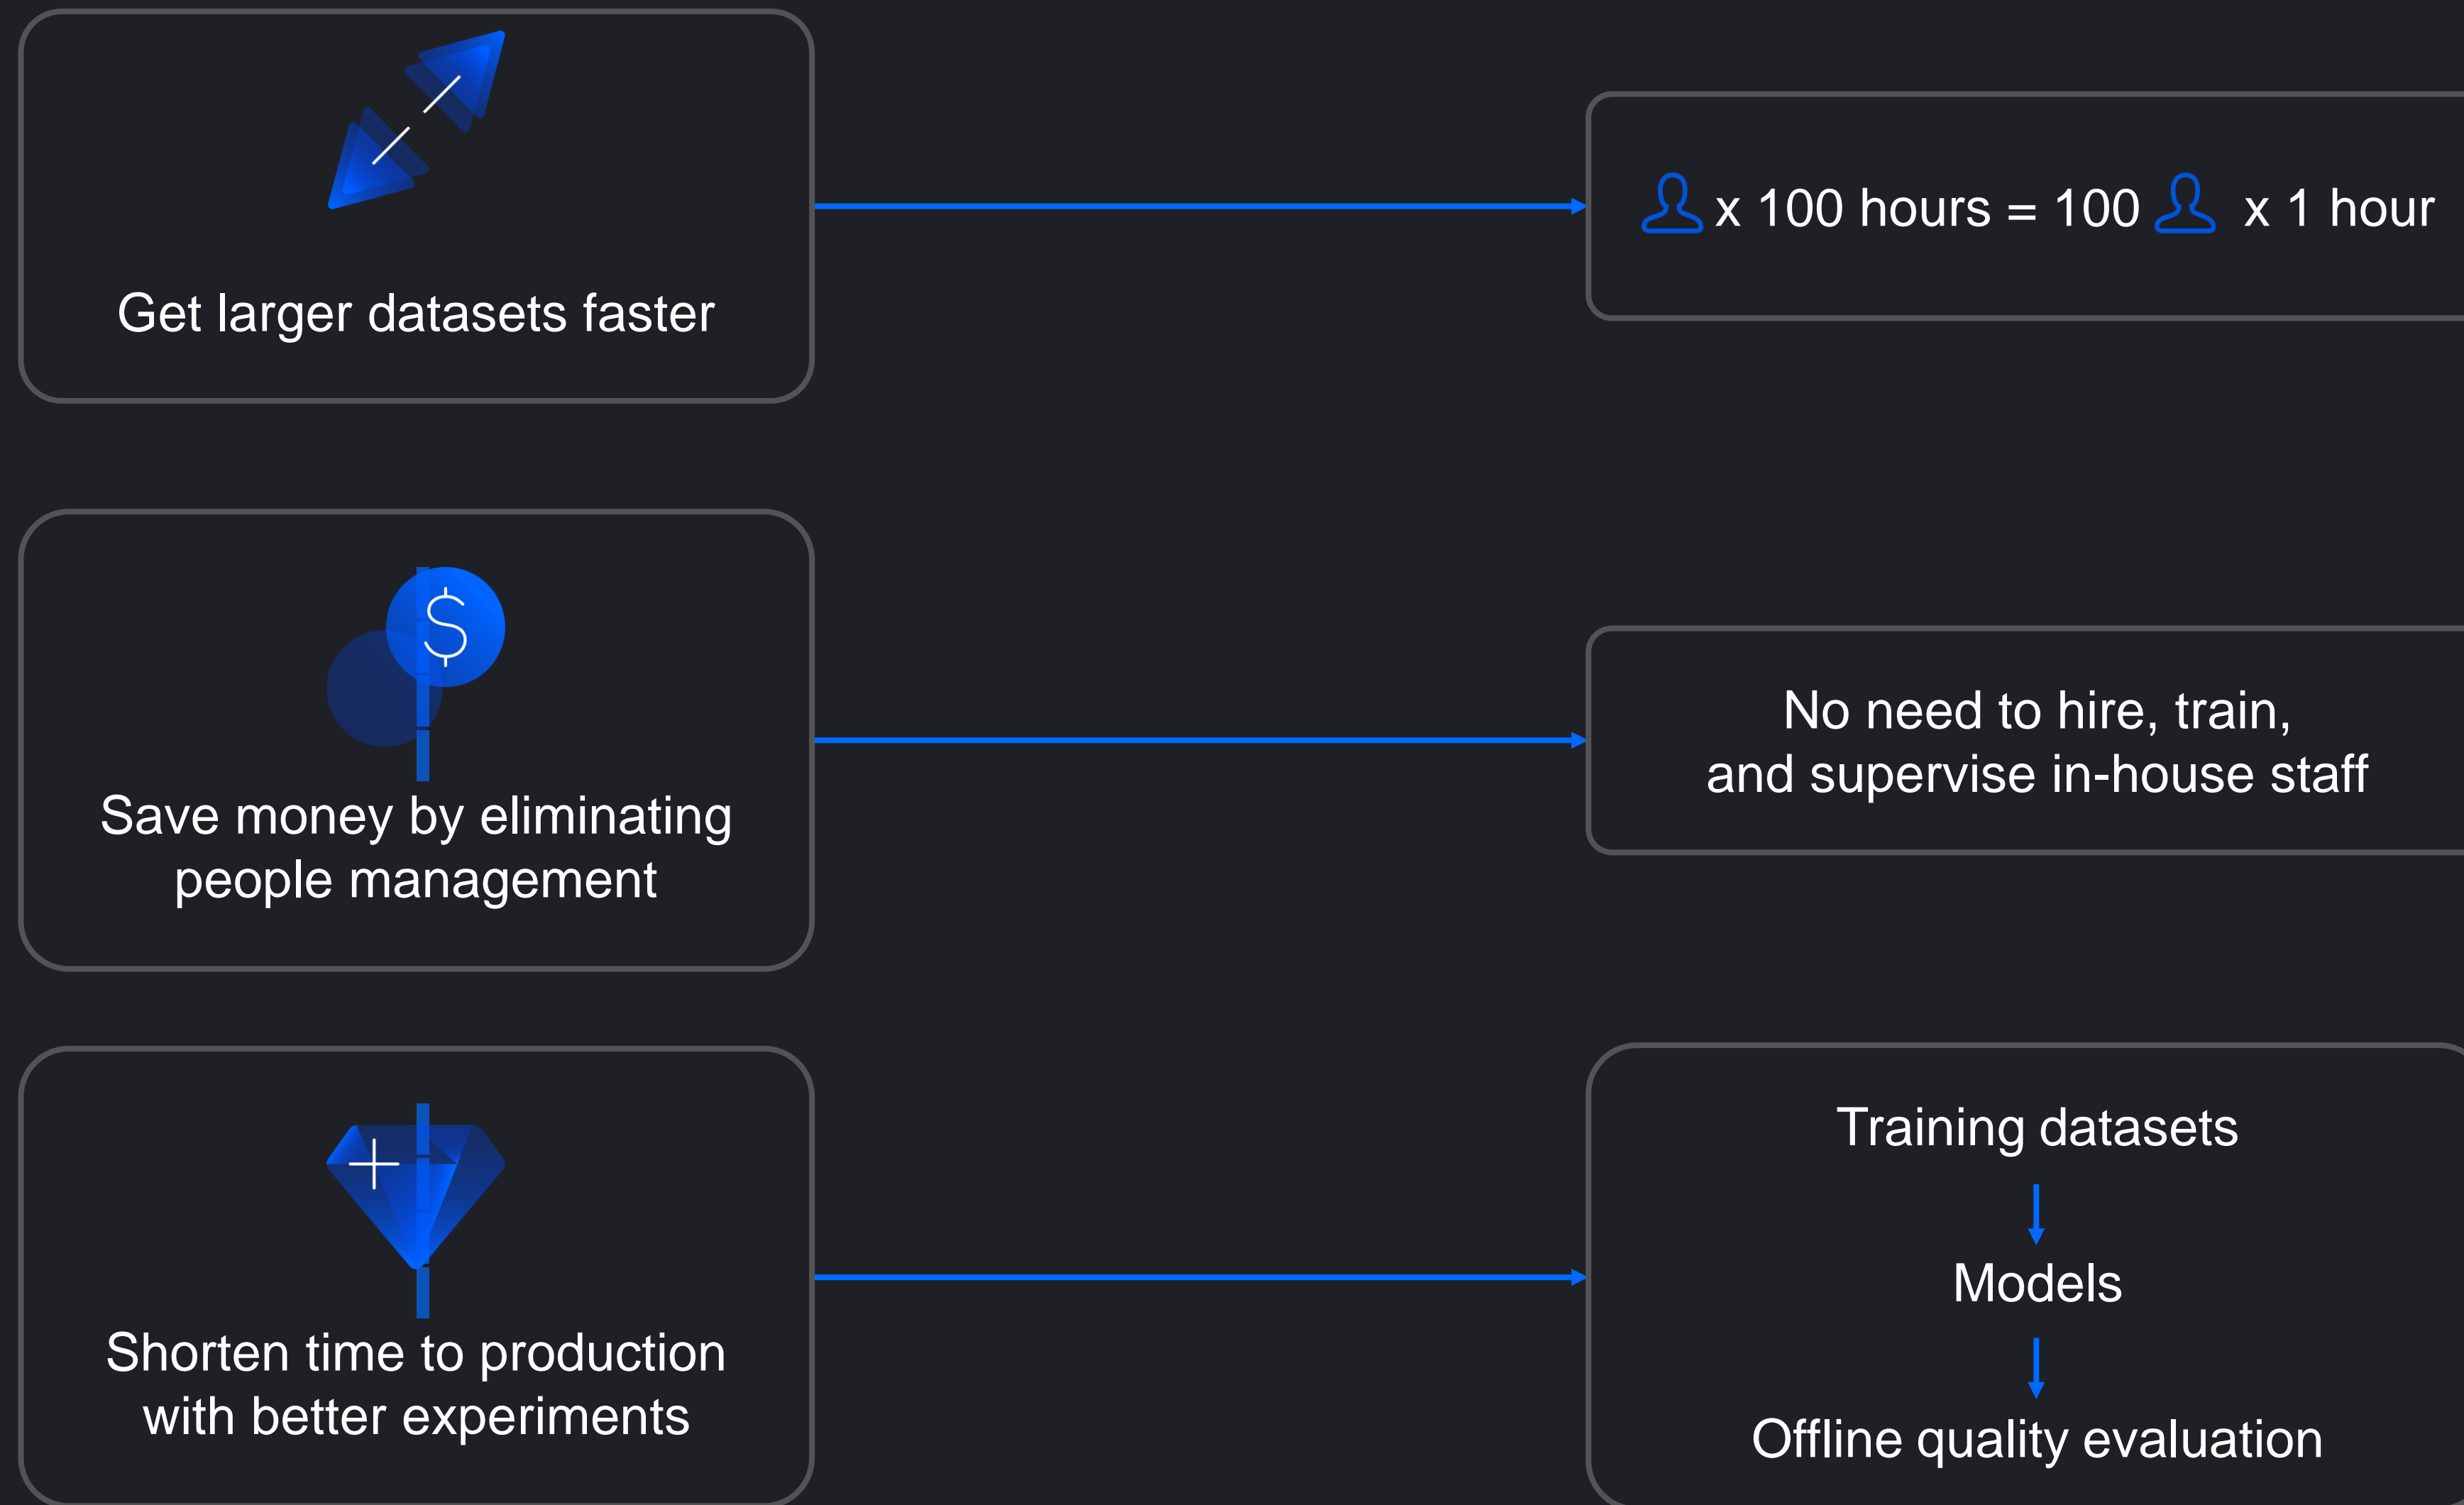 Get larger datasets faster
x 100 hours = 100 x 1 hour
$
Save money by eliminating
people management
No need to hire, train,
and supervise in-house staff
Shorten time to production
with better experiments
Training datasets
Models
Offline quality evaluation